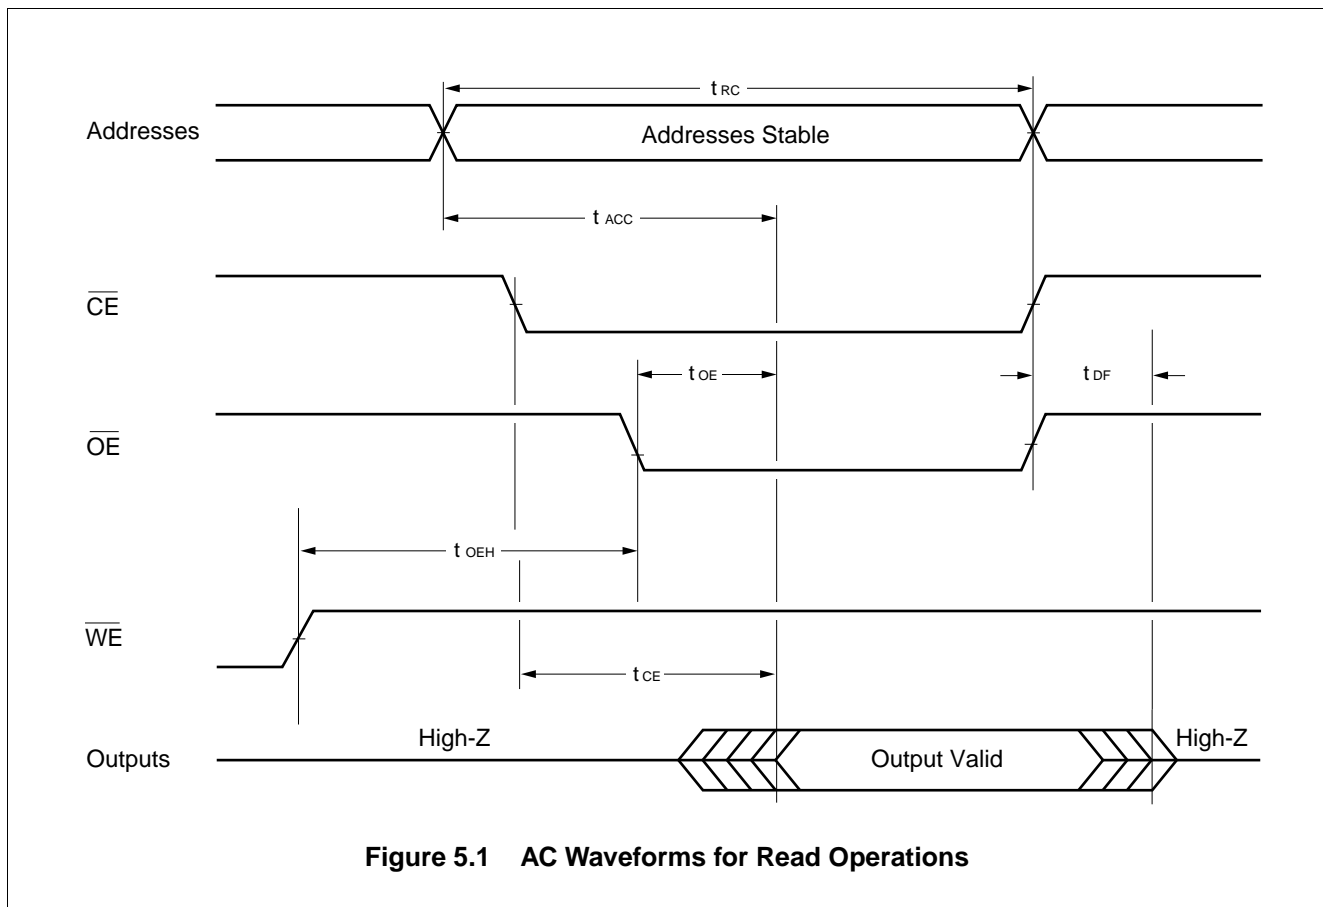 t RC
Addresses
Addresses Stable
t ACC
CE
t OE
t DF
OE
t OEH
WE
t CE
High-Z
High-Z
Outputs
Output Valid
Figure 5.1 AC Waveforms for Read Operations